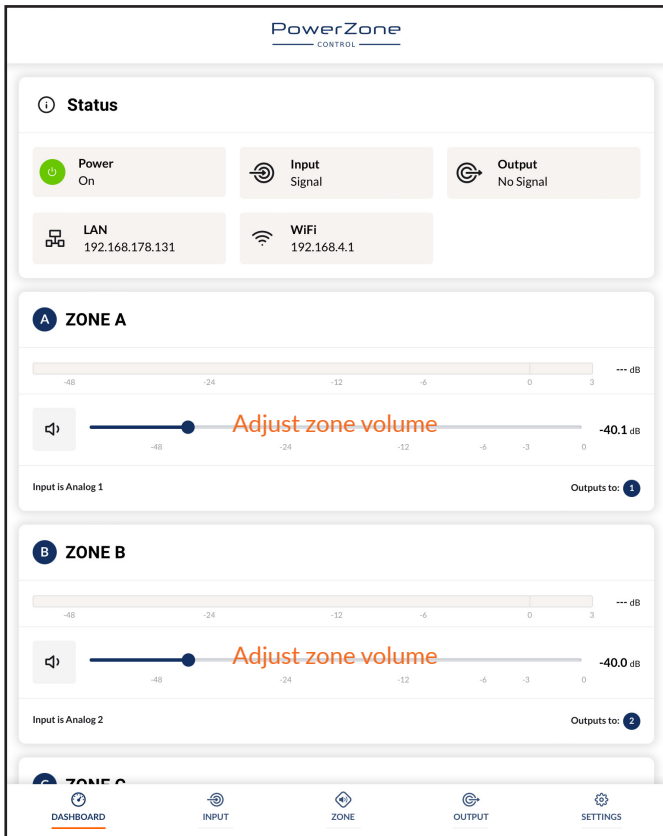 PowerZone
CONTROL
Status
Power
On
Input
Signal
Output
No Signal
LAN
192.168.178.131
WiFi
192.168.4.1
A ZONE A
--- dB
-48 -24 -12 -6 0 3
Adjust zone volume
-40.1 dB
-48 -24 -12 -6 -3 0
Input is Analog 1 Outputs to: 1
B ZONE B
--- dB
-48 -24 -12 -6 0 3
Adjust zone volume
-40.0 dB
-48 -24 -12 -6 -3 0
Input is Analog 2 Outputs to: 2
C ZONE C
DASHBOARD INPUT ZONE OUTPUT SETTINGS